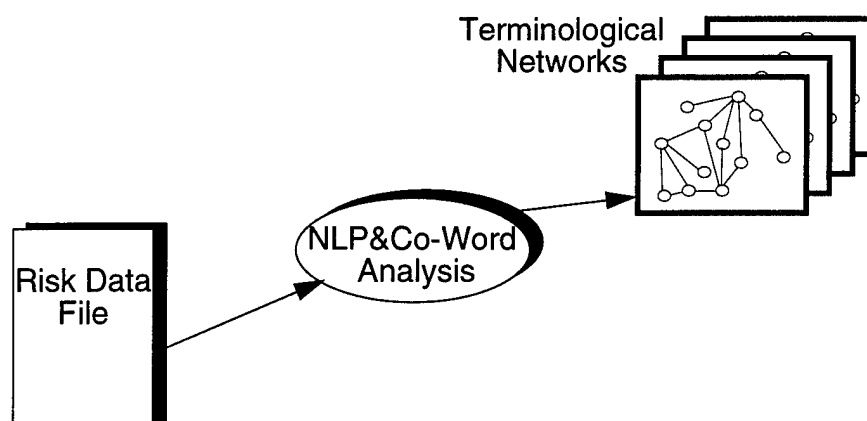 Terminological
Networks
NLP&Co-Word
Analysis
Risk Data
File